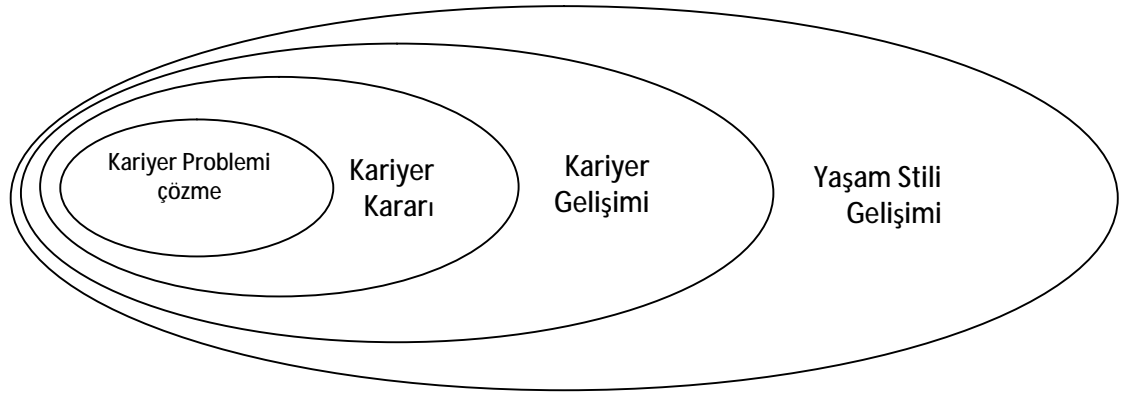 Kariyer Problemi
çözme
Kariyer
Kararı
Kariyer
Gelişimi
Yaşam Stili
Gelişimi